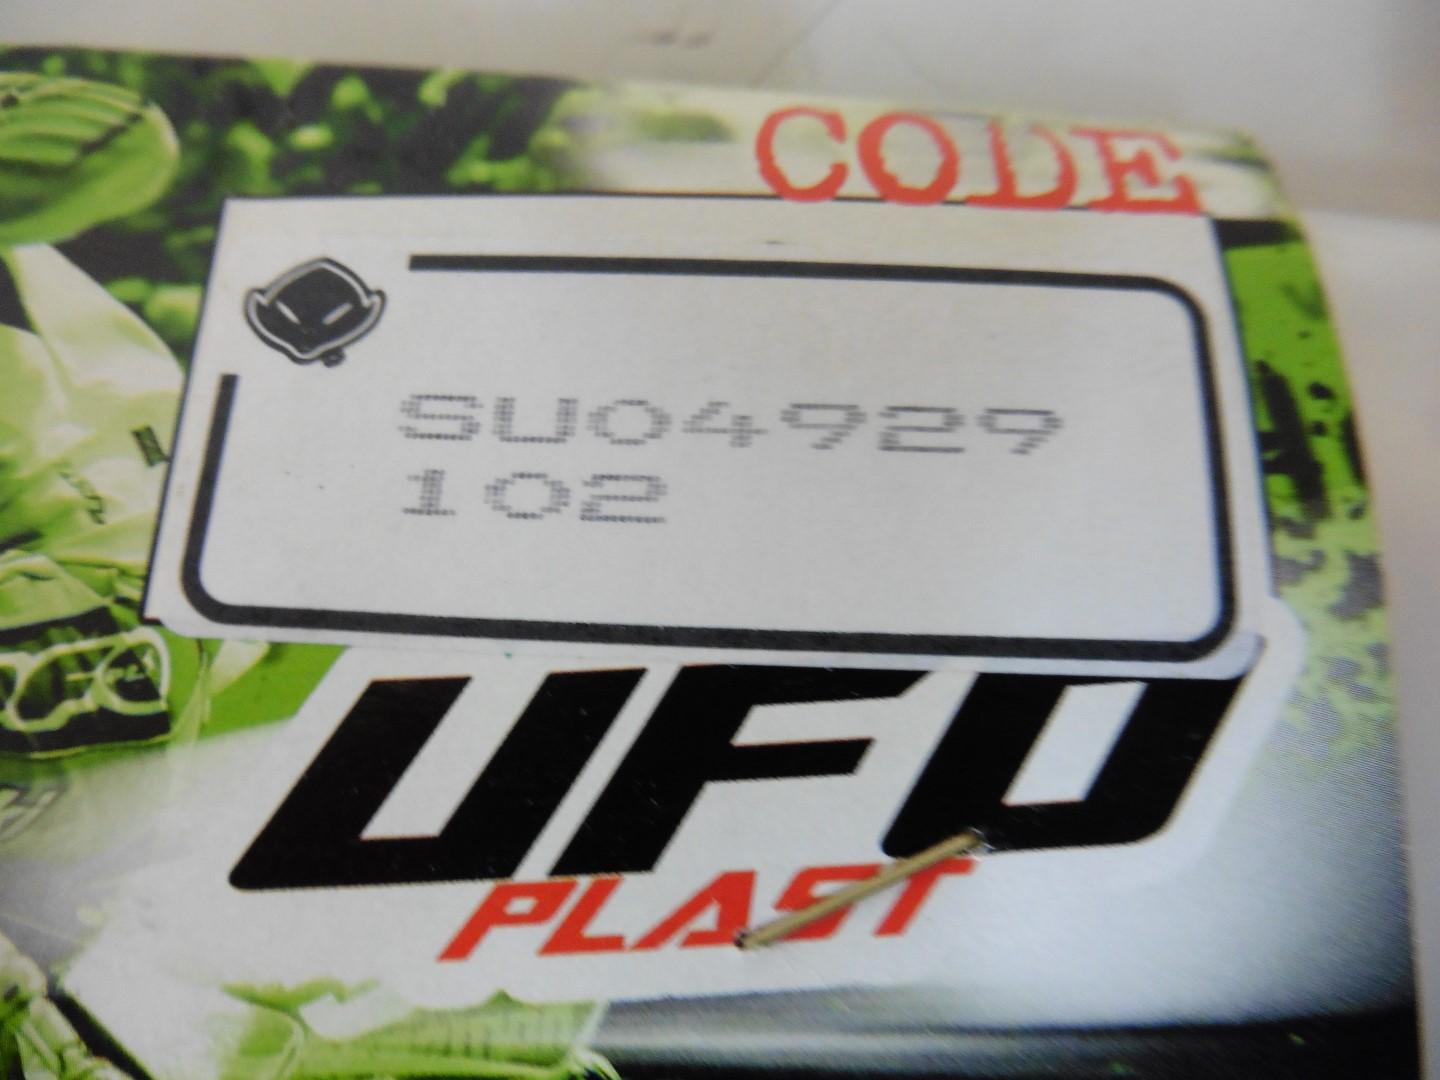 CODE
SU04929
102
UFO
PLAST